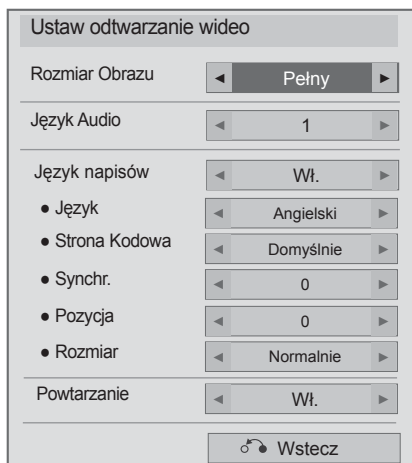 Ustaw odtwarzanie wideo
Rozmiar Obrazu ◄ Pełny ►
Język Audio ◄ 1 ►
Język napisów ◄ Wł. ►
● Język ◄ Angielski ►
● Strona Kodowa ◄ Domyślnie ►
● Synchr. ◄ 0 ►
● Pozycja ◄ 0 ►
● Rozmiar ◄ Normalnie ►
Powtarzanie ◄ Wł. ►
Wstecz